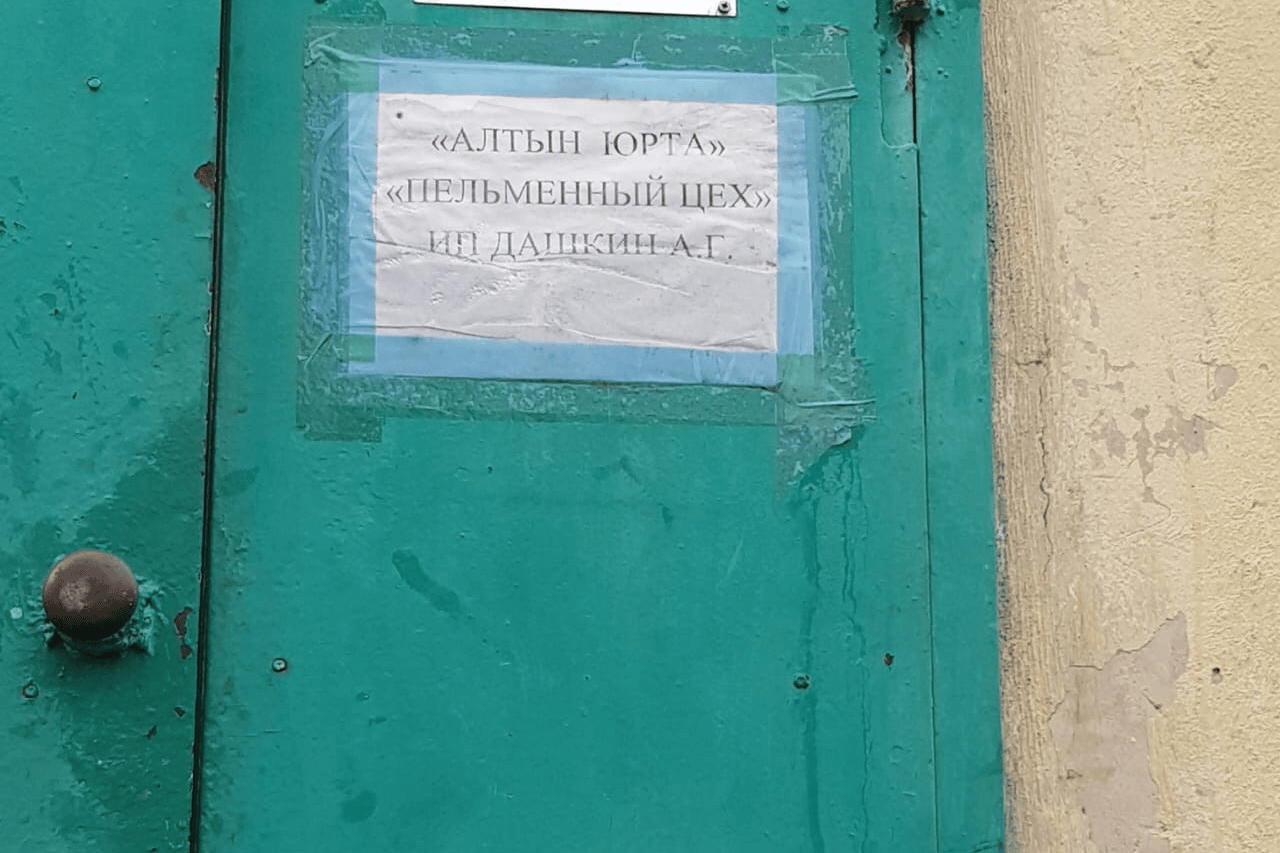 «АЛТЫН ЮРТА»
«ПЕЛЬМЕННЫЙ ЦЕХ»
ИП ДАШКИН А.Г.